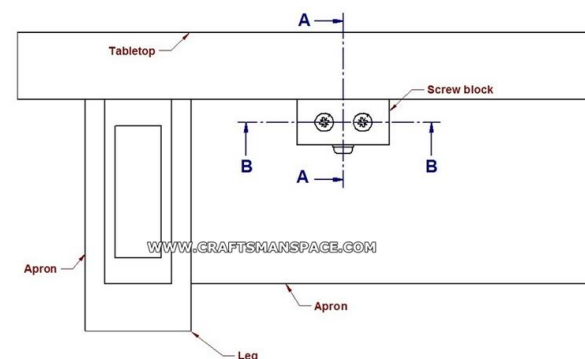 A
Tabletop
Screw block
B
B
A
WWW.CRAFTSMANSPACE.COM
Apron
Apron
Leg